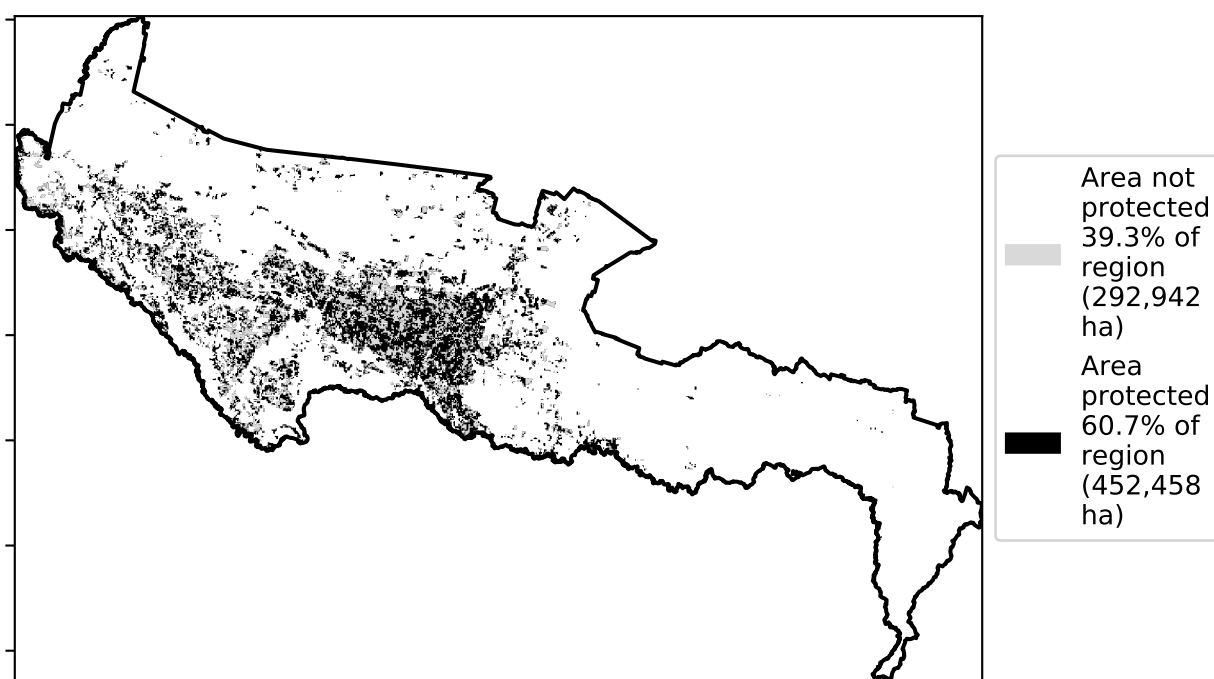 Area not
protected
39.3% of
region
(292,942
ha)
Area
protected
60.7% of
region
(452,458
ha)